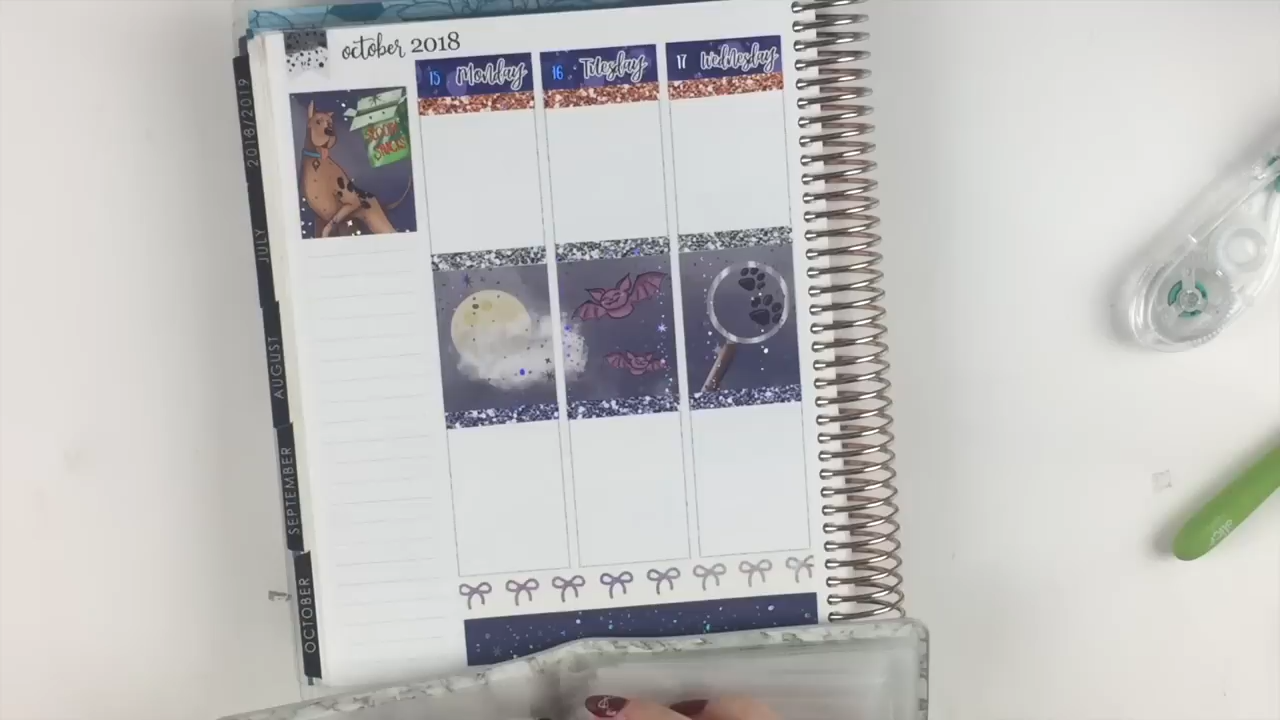 october 2018
15 Monday
16 Tuesday
17 Wednesday
SCOOBY
SNACKS
2018/2019
JULY
AUGUST
SEPTEMBER
OCTOBER